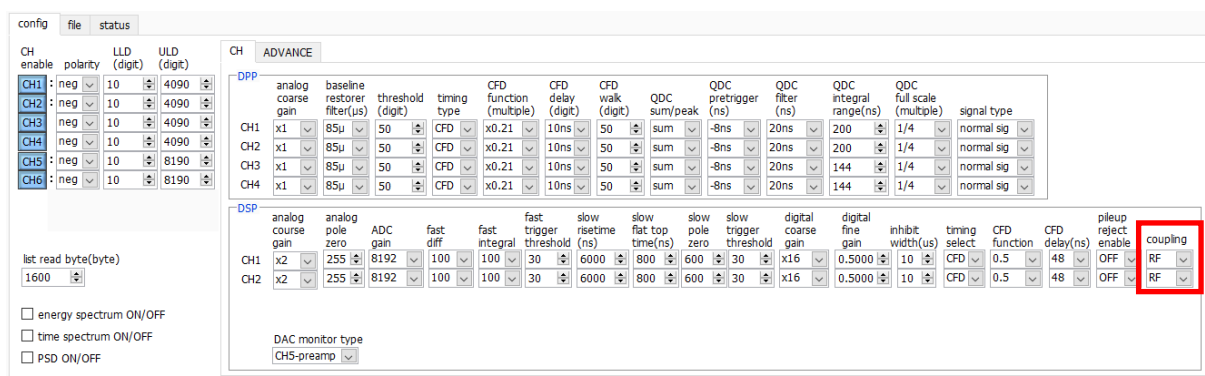 config file status
CH enable polarity LLD (digit) ULD (digit)
CH1 : neg 10 4090
CH2 : neg 10 4090
CH3 neg 10 4090
CH4 neg 10 4090
CH5 : neg 10 8190
CH6 : neg 10 8190
list read byte(byte)
1600
energy spectrum ON/OFF
time spectrum ON/OFF
PSD ON/OFF
CH ADVANCE
DPP
analog coarse gain baseline restorer filter(μs) threshold (digit) timing type CFD function (multiple) CFD delay (digit) CFD walk (digit) QDC sum/peak QDC pretrigger (ns) QDC filter (ns) QDC integral range(ns) QDC full scale (multiple) signal type
CH1 x1 85μ 50 CFD x0.21 10ns 50 sum -8ns 20ns 200 1/4 normal sig
CH2 x1 85μ 50 CFD x0.21 10ns 50 sum -8ns 20ns 200 1/4 normal sig
CH3 x1 85μ 50 CFD x0.21 10ns 50 sum -8ns 20ns 144 1/4 normal sig
CH4 x1 85μ 50 CFD x0.21 10ns 50 sum -8ns 20ns 144 1/4 normal sig
DSP
analog course gain analog pole zero ADC gain fast diff fast integral fast trigger threshold slow risetime (ns) slow flat top time(ns) slow pole zero slow trigger threshold digital coarse gain digital fine gain inhibit width(us) timing select CFD function CFD delay(ns) pileup reject enable coupling
CH1 x2 255 8192 100 100 30 6000 800 600 30 x16 0.5000 10 CFD 0.5 48 OFF RF
CH2 x2 255 8192 100 100 30 6000 800 600 30 x16 0.5000 10 CFD 0.5 48 OFF RF
DAC monitor type
CH5-preamp